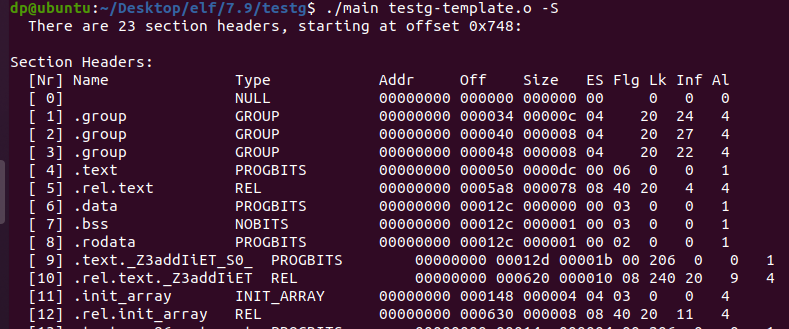 dp@ubuntu:~/Desktop/elf/7.9/testg$ ./main testg-template.o -S
There are 23 section headers, starting at offset 0x748:
Section Headers:
[Nr] Name Type Addr Off Size ES Flg Lk Inf Al
[ 0] NULL 00000000 000000 000000 00 0 0 0
[ 1] .group GROUP 00000000 000034 00000c 04 20 24 4
[ 2] .group GROUP 00000000 000040 000008 04 20 27 4
[ 3] .group GROUP 00000000 000048 000008 04 20 22 4
[ 4] .text PROGBITS 00000000 000050 0000dc 00 06 0 0 1
[ 5] .rel.text REL 00000000 0005a8 000078 08 40 20 4 4
[ 6] .data PROGBITS 00000000 00012c 000000 00 03 0 0 1
[ 7] .bss NOBITS 00000000 00012c 000001 00 03 0 0 1
[ 8] .rodata PROGBITS 00000000 00012c 000001 00 02 0 0 1
[ 9] .text._Z3addIiET_S0_ PROGBITS 00000000 00012d 00001b 00 206 0 0 1
[10] .rel.text._Z3addIiET REL 00000000 000620 000010 08 240 20 9 4
[11] .init_array INIT_ARRAY 00000000 000148 000004 04 03 0 0 4
[12] .rel.init_array REL 00000000 000630 000008 08 40 20 11 4